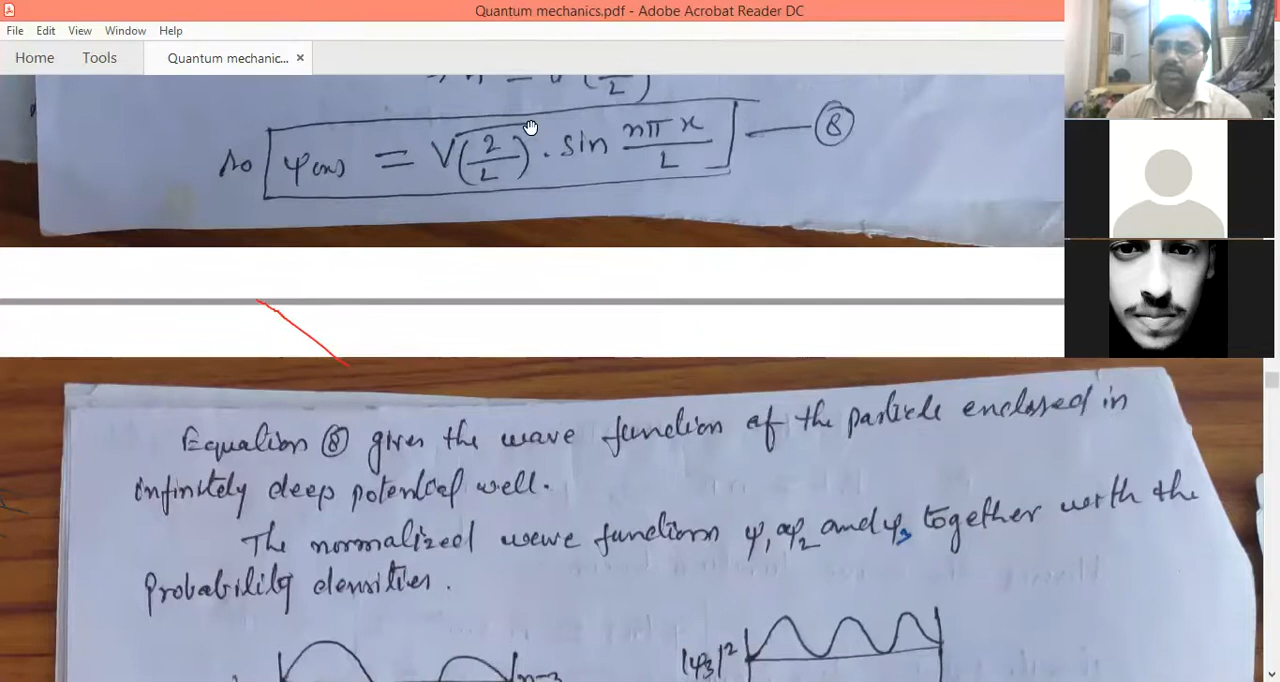 Quantum mechanics.pdf - Adobe Acrobat Reader DC
File Edit View Window Help
Home Tools Quantum mechanic... ×
So ψ(x) = √(2/L) . sin nπx/L — ⑧
Equation ⑧ gives the wave function of the particle enclosed in
infinitely deep potential well.
The normalized wave functions ψ1, ψ2 and ψ3 together with the
Probability densities.
|ψ3|²
n=3